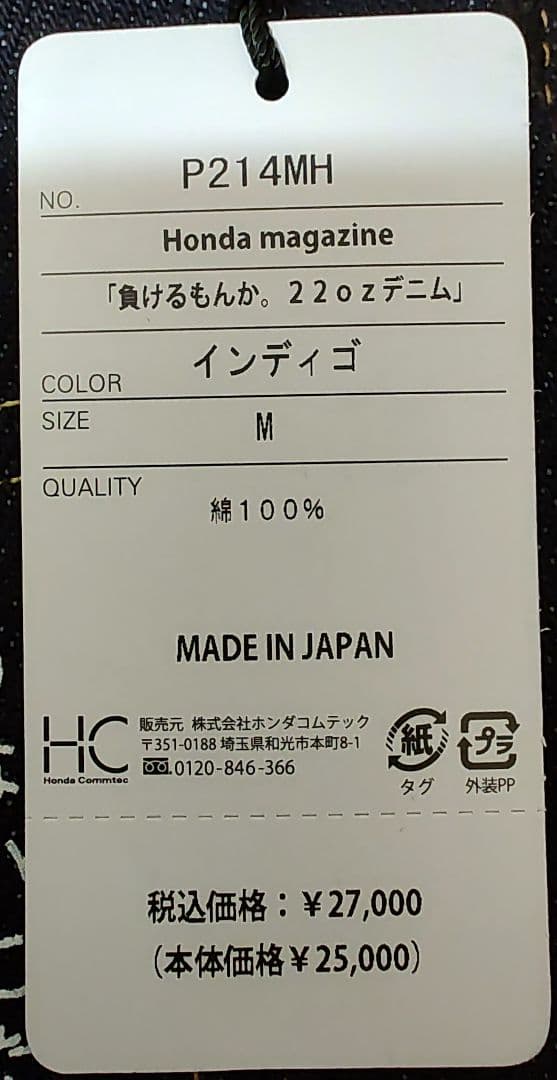 NO. P214MH
Honda magazine
「負けるもんか。22ozデニム」
COLOR インディゴ
SIZE M
QUALITY
綿100%
MADE IN JAPAN
HC
Honda Commtec
販売元 株式会社ホンダコムテック
〒351-0188 埼玉県和光市本町8-1
0120-846-366
紙
タグ
プラ
外装PP
税込価格：￥27,000
（本体価格￥25,000）